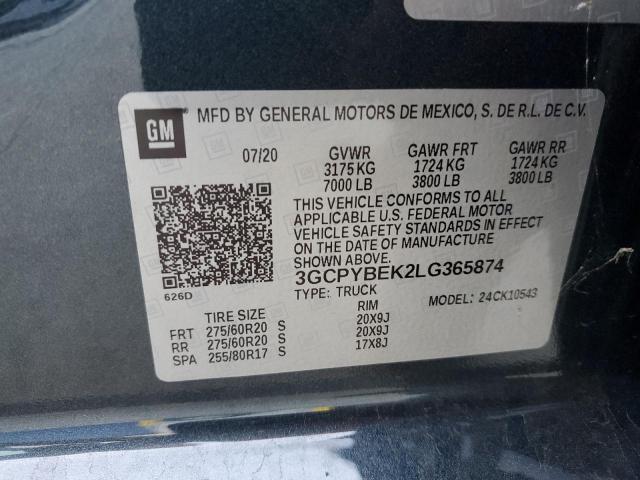 GM MFD BY GENERAL MOTORS DE MEXICO, S. DE R.L. DE C.V.
07/20 GVWR GAWR FRT GAWR RR
3175 KG 1724 KG 1724 KG
7000 LB 3800 LB 3800 LB
THIS VEHICLE CONFORMS TO ALL
APPLICABLE U.S. FEDERAL MOTOR
VEHICLE SAFETY STANDARDS IN EFFECT
ON THE DATE OF MANUFACTURE
SHOWN ABOVE.
3GCPYBEK2LG365874
626D TYPE: TRUCK MODEL: 24CK10543
TIRE SIZE RIM
FRT 275/60R20 S 20X9J
RR 275/60R20 S 20X9J
SPA 255/80R17 S 17X8J